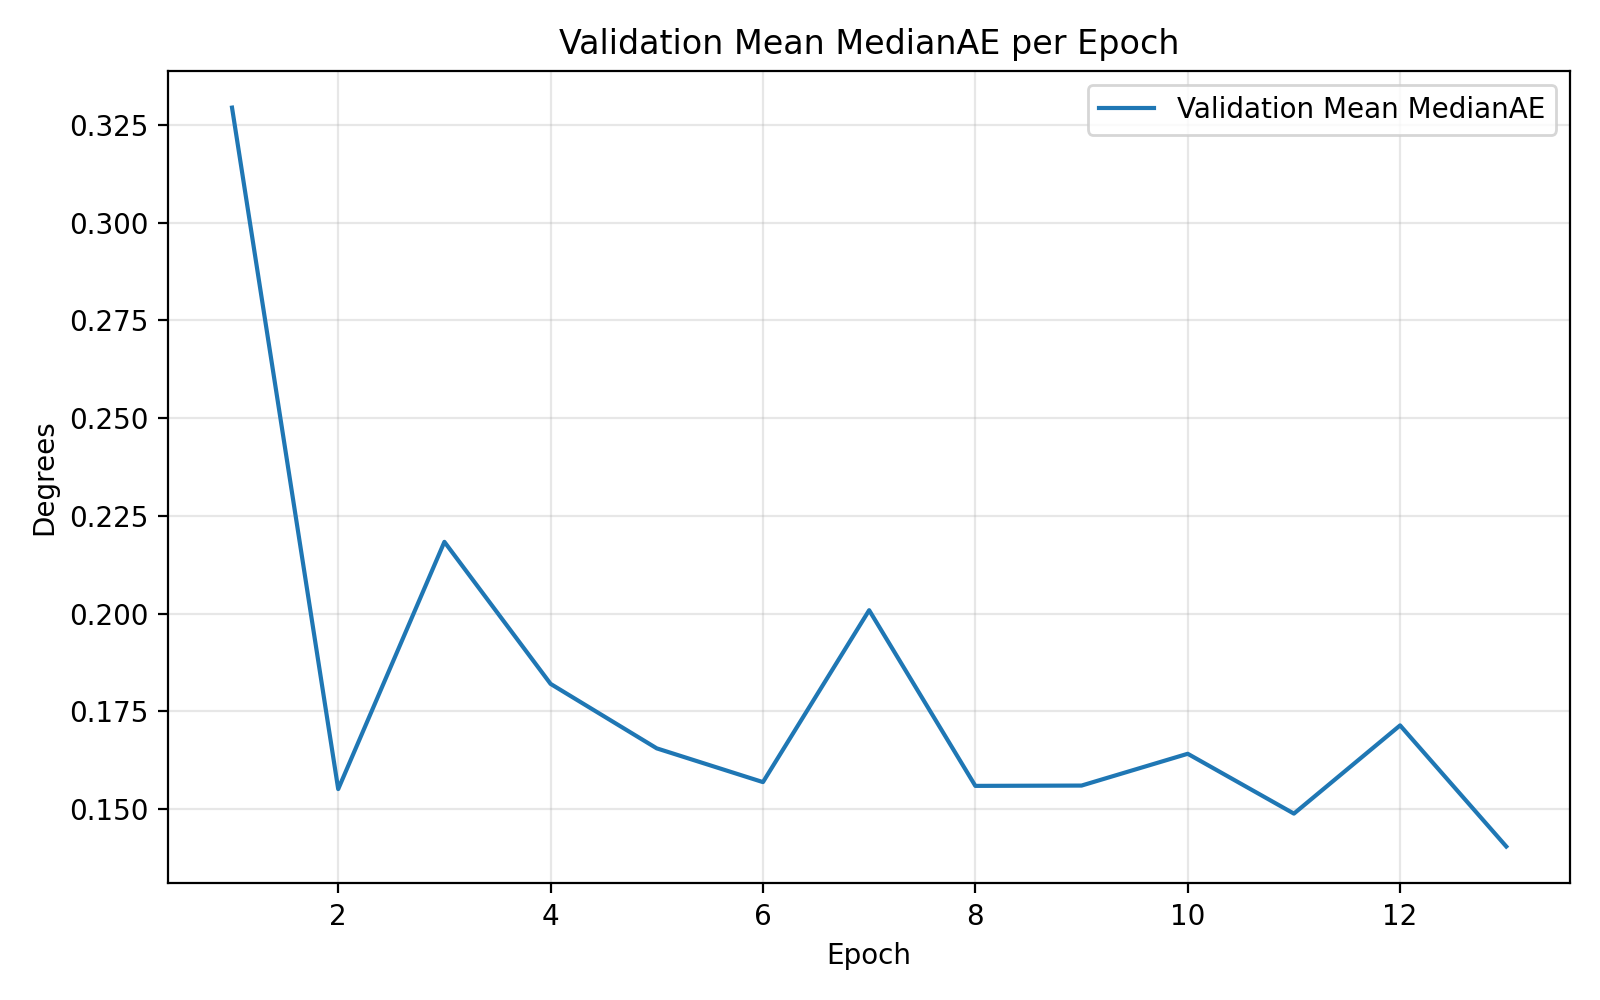 Validation Mean MedianAE per Epoch
Validation Mean MedianAE
0.325
0.300
0.275
0.250
0.225
0.200
0.175
0.150
Degrees
2 4 6 8 10 12
Epoch